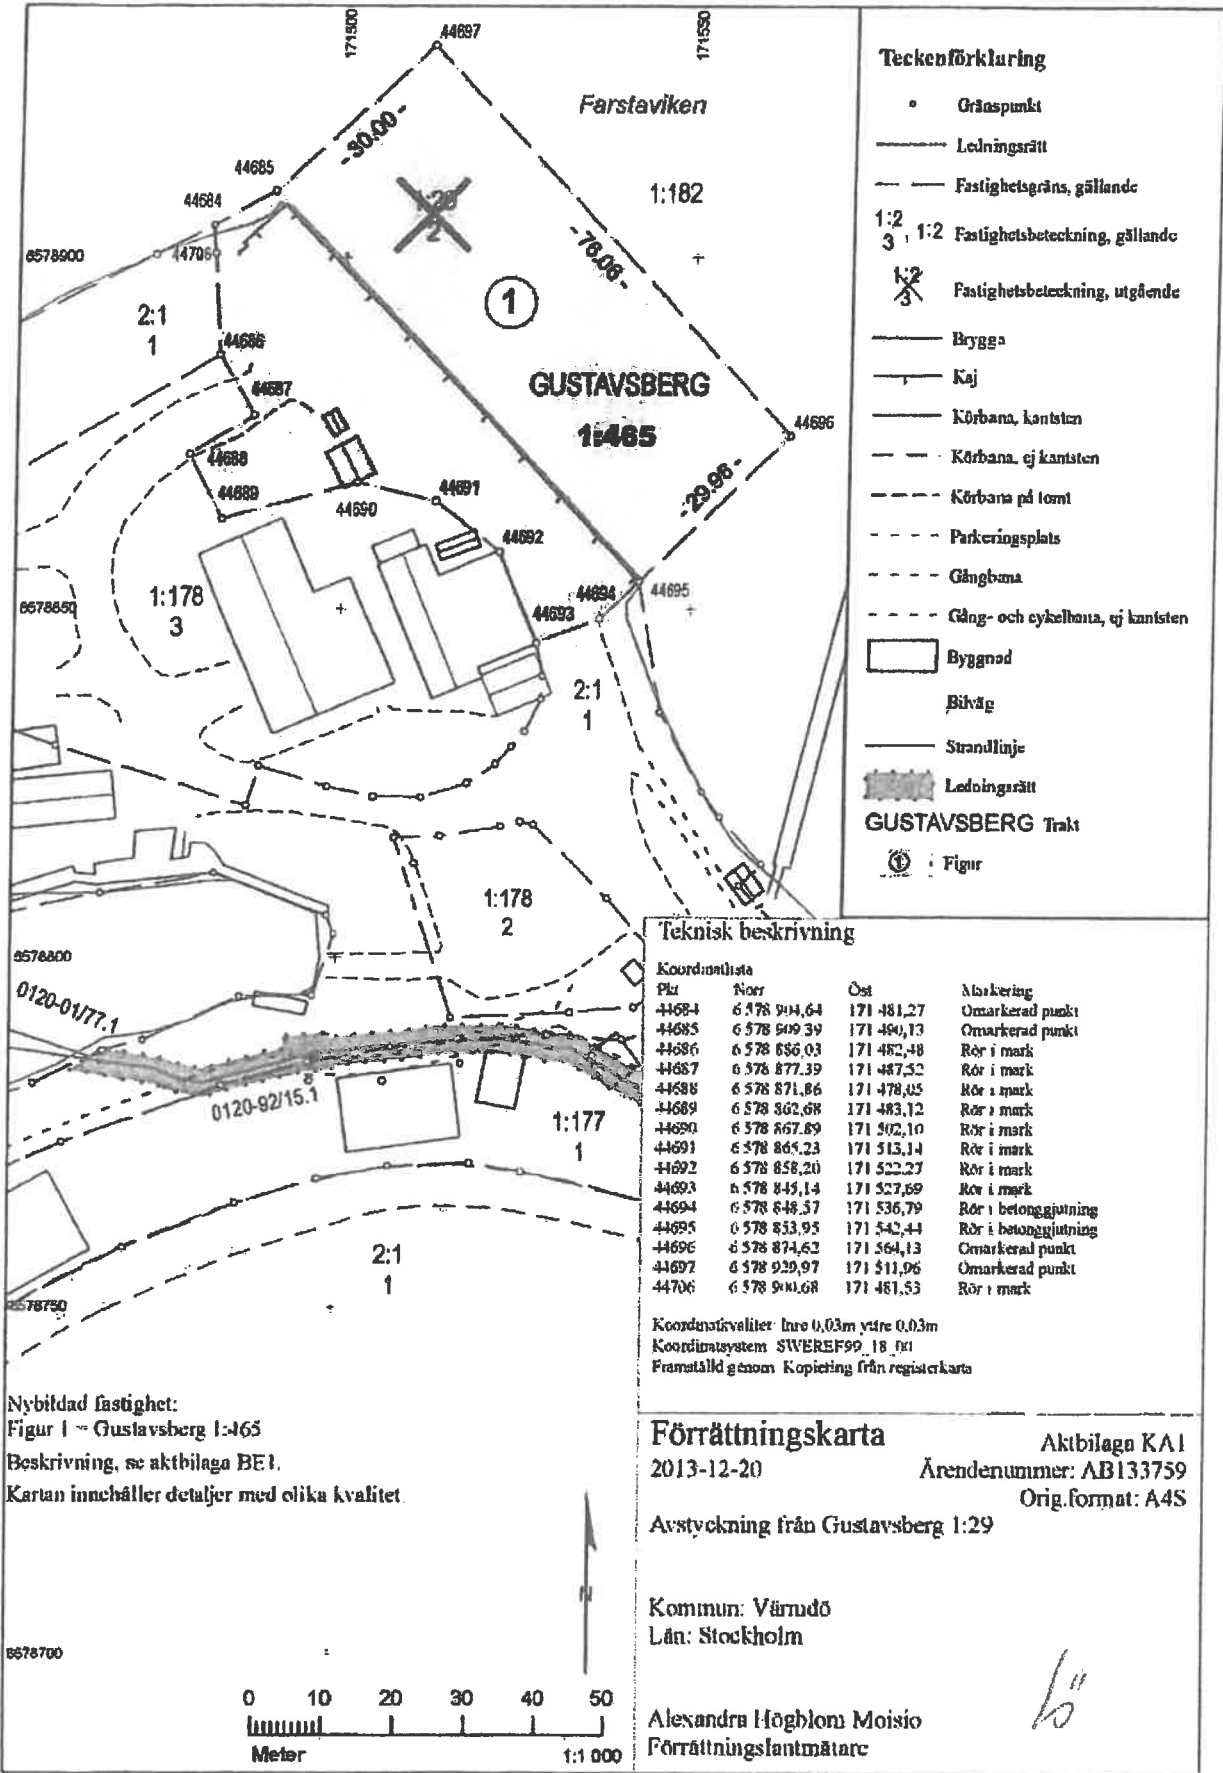 171500
44697
171550
Farstaviken
-30.00-
44685
44684
44706
1:182
6578900
-76.06-
2:1
1
1
44686
44687
GUSTAVSBERG
1:465
44696
44688
44689
44690
44691
-29.96-
44692
1:178
3
6578850
44694
44695
44693
2:1
1
1:178
2
6578800
0120-01/77.1
0120-92/15.1
1:177
1
2:1
1
6578750
Teckenförklaring
Gränspunkt
Ledningsrätt
Fastighetsgräns, gällande
1:2
3 , 1:2 Fastighetsbeteckning, gällande
1:2
3
Fastighetsbeteckning, utgående
Brygga
Kaj
Körbana, kantsten
Körbana, ej kantsten
Körbana på tomt
Parkeringsplats
Gångbana
Gång- och cykelbana, ej kantsten
Byggnad
Bilväg
Strandlinje
Ledningsrätt
GUSTAVSBERG Trakt
1 Figur
Teknisk beskrivning
Koordinatlista
Pkt Norr Öst Markering
44684 6 578 904,64 171 481,27 Omarkerad punkt
44685 6 578 909,39 171 490,13 Omarkerad punkt
44686 6 578 886,03 171 482,48 Rör i mark
44687 6 578 877,39 171 487,52 Rör i mark
44688 6 578 871,86 171 478,05 Rör i mark
44689 6 578 862,68 171 483,12 Rör i mark
44690 6 578 867,89 171 502,10 Rör i mark
44691 6 578 865,23 171 513,14 Rör i mark
44692 6 578 858,20 171 522,27 Rör i mark
44693 6 578 845,14 171 527,69 Rör i mark
44694 6 578 848,57 171 536,79 Rör i betonggjutning
44695 6 578 853,95 171 542,44 Rör i betonggjutning
44696 6 578 874,62 171 564,13 Omarkerad punkt
44697 6 578 929,97 171 511,96 Omarkerad punkt
44706 6 578 900,68 171 481,53 Rör i mark
Koordinatkvalitet Inre 0,03m yttre 0,03m
Koordinatsystem SWEREF99_18_00
Framställd genom Kopiering från registerkarta
Nybildad fastighet:
Figur 1 = Gustavsberg 1:465
Beskrivning, se aktbilaga BE1.
Kartan innehåller detaljer med olika kvalitet
N
6578700
0 10 20 30 40 50
Meter 1:1 000
Förrättningskarta
Aktbilaga KA1
2013-12-20
Ärendenummer: AB133759
Orig.format: A4S
Avstyckning från Gustavsberg 1:29
Kommun: Värmdö
Län: Stockholm
Alexandra Högblom Moisio
Förrättningslantmätare